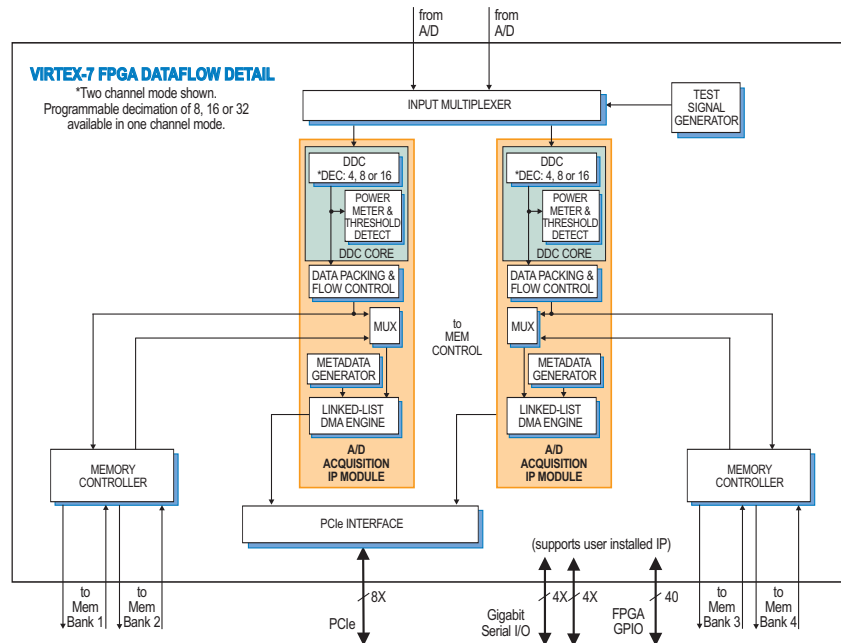 from
A/D
from
A/D
VIRTEX-7 FPGA DATAFLOW DETAIL
*Two channel mode shown.
Programmable decimation of 8, 16 or 32
available in one channel mode.
INPUT MULTIPLEXER
TEST
SIGNAL
GENERATOR
DDC
*DEC: 4, 8 or 16
POWER
METER &
THRESHOLD
DETECT
DDC CORE
DATA PACKING &
FLOW CONTROL
MUX
METADATA
GENERATOR
LINKED-LIST
DMA ENGINE
A/D
ACQUISITION
IP MODULE
to
MEM
CONTROL
DDC
*DEC: 4, 8 or 16
POWER
METER &
THRESHOLD
DETECT
DDC CORE
DATA PACKING &
FLOW CONTROL
MUX
METADATA
GENERATOR
LINKED-LIST
DMA ENGINE
A/D
ACQUISITION
IP MODULE
MEMORY
CONTROLLER
MEMORY
CONTROLLER
PCIe INTERFACE
(supports user installed IP)
to
Mem
Bank 1
to
Mem
Bank 2
8X
PCIe
4X
4X
Gigabit
Serial I/O
40
FPGA
GPIO
to
Mem
Bank 3
to
Mem
Bank 4